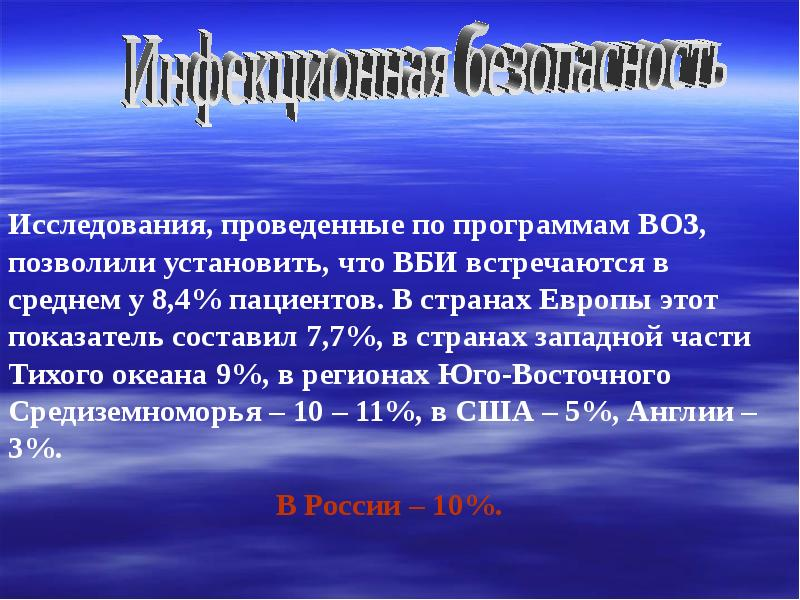 Инфекционная безопасность
Исследования, проведенные по программам ВОЗ,
позволили установить, что ВБИ встречаются в
среднем у 8,4% пациентов. В странах Европы этот
показатель составил 7,7%, в странах западной части
Тихого океана 9%, в регионах Юго-Восточного
Средиземноморья – 10 – 11%, в США – 5%, Англии –
3%.
В России – 10%.